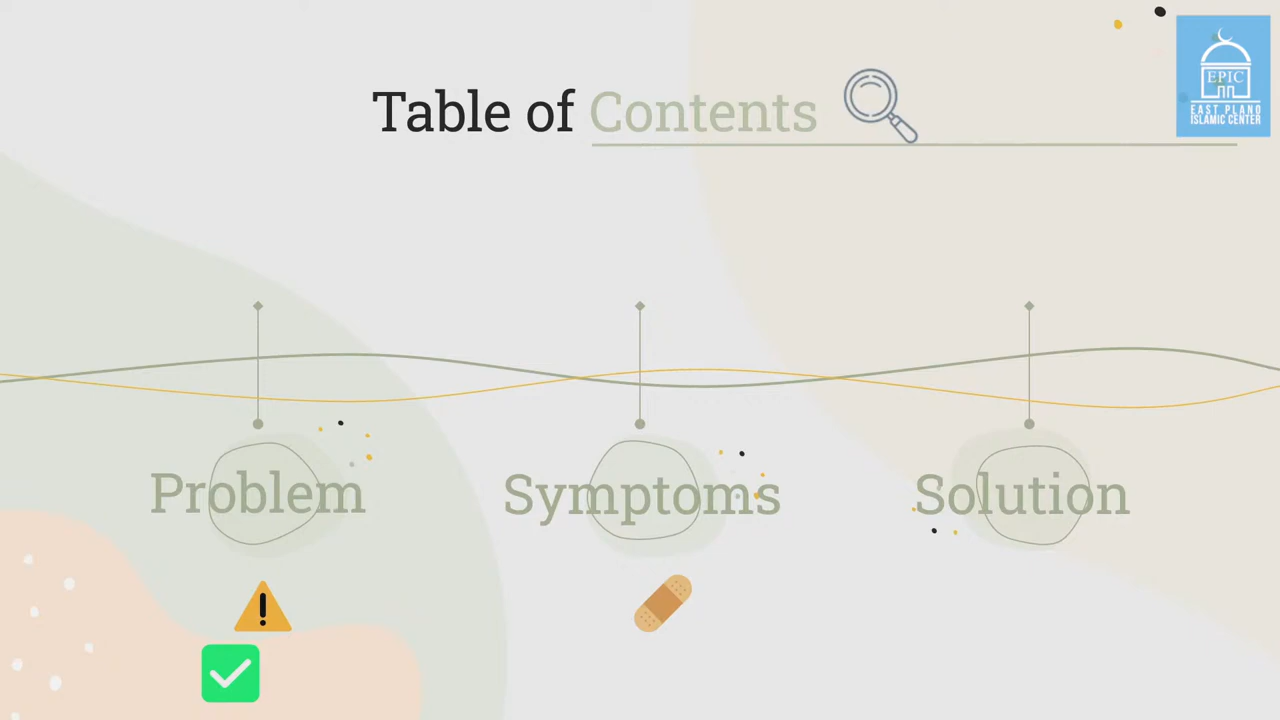 Table of Contents
EPIC
EAST PLANO
ISLAMIC CENTER
Problem
Symptoms
Solution